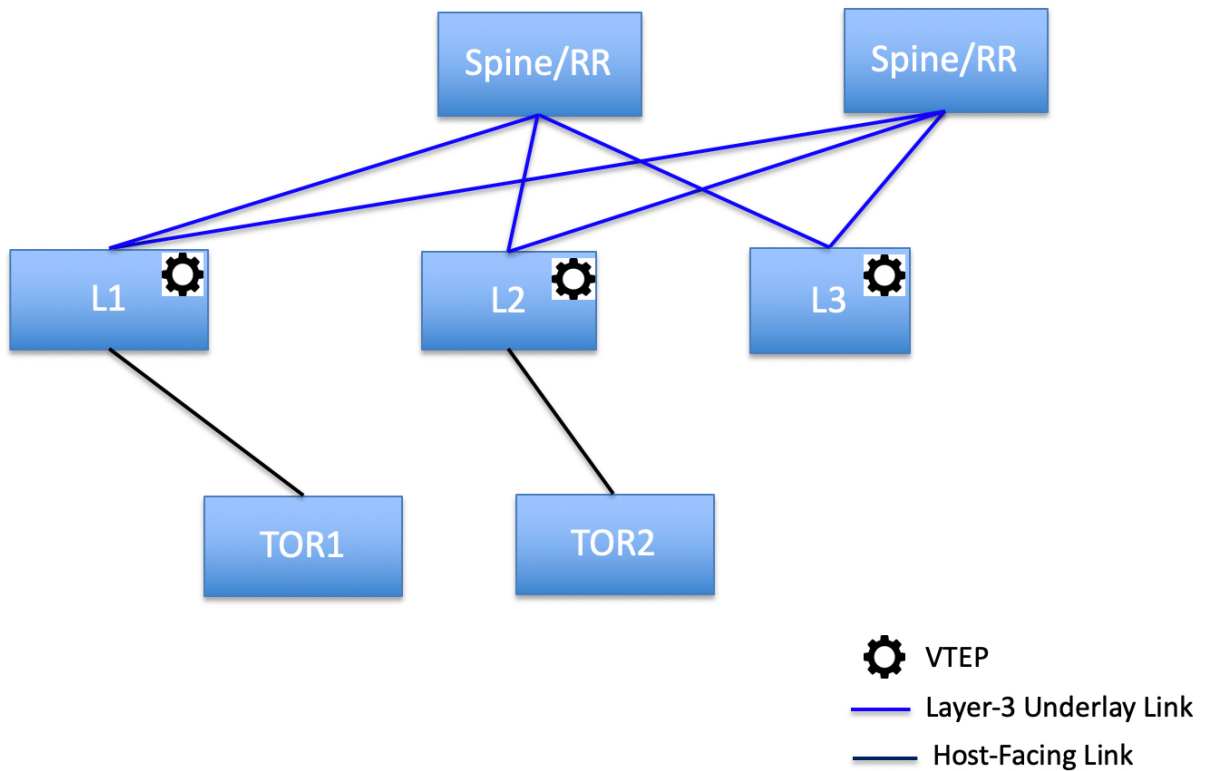 Spine/RR
Spine/RR
L1
L2
L3
TOR1
TOR2
VTEP
Layer-3 Underlay Link
Host-Facing Link